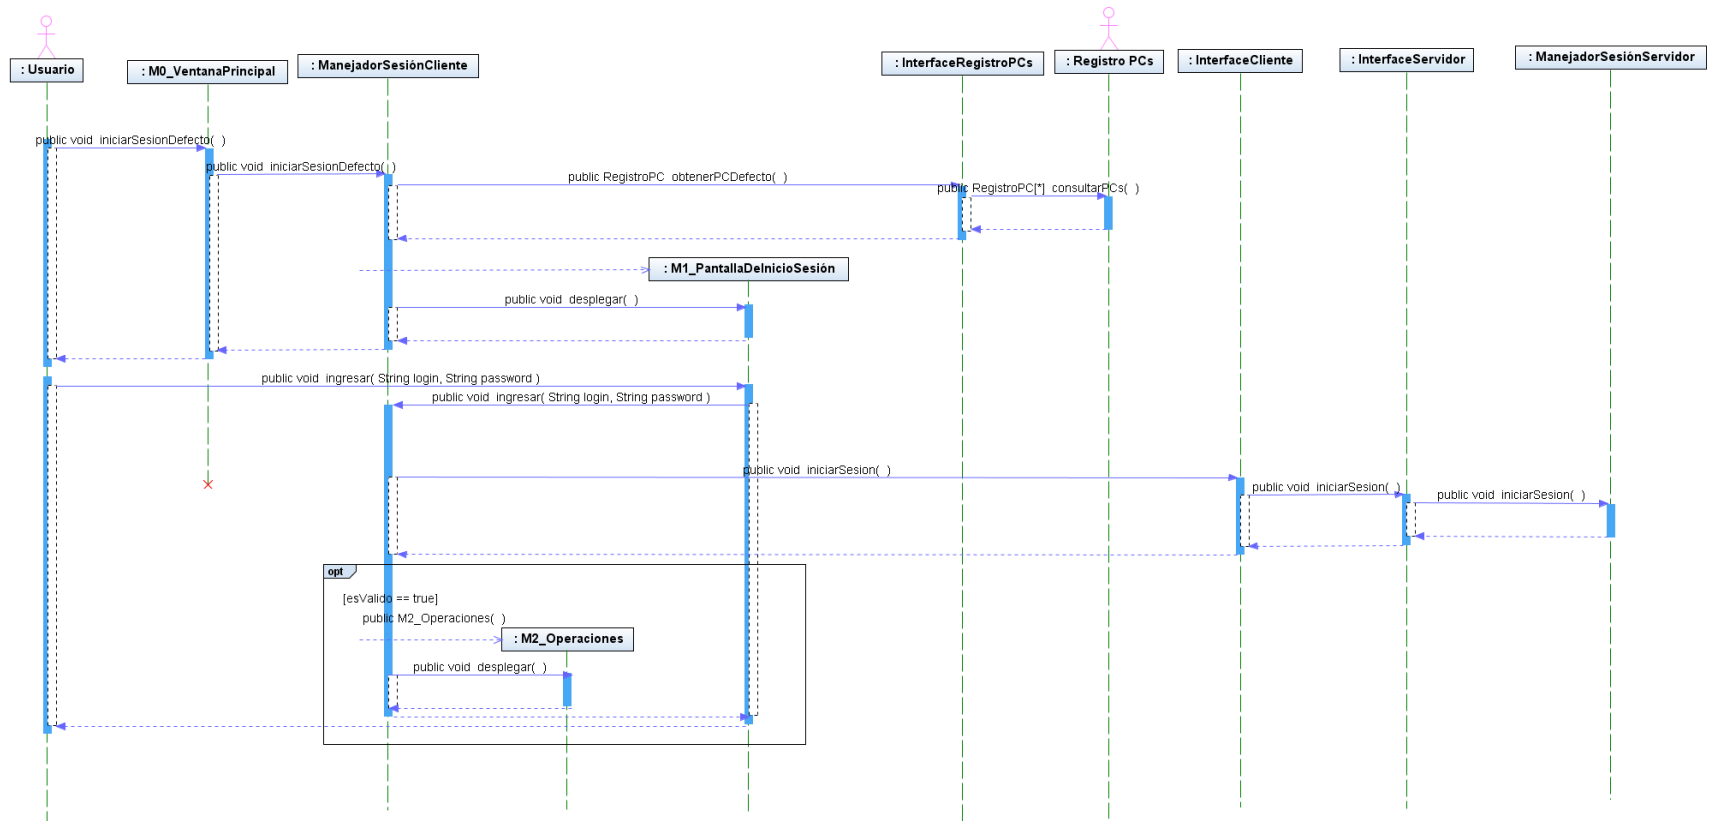 : Usuario
: M0_VentanaPrincipal
: ManejadorSesiónCliente
: InterfaceRegistroPCs
: Registro PCs
: InterfaceCliente
: InterfaceServidor
: ManejadorSesiónServidor
public void iniciarSesionDefecto( )
public void iniciarSesionDefecto( )
public RegistroPC obtenerPCDefecto( )
public RegistroPC[*] consultarPCs( )
: M1_PantallaDeInicioSesión
public void desplegar( )
public void ingresar( String login, String password )
public void ingresar( String login, String password )
public void iniciarSesion( )
public void iniciarSesion( )
public void iniciarSesion( )
opt
[esValido == true]
public M2_Operaciones( )
: M2_Operaciones
public void desplegar( )